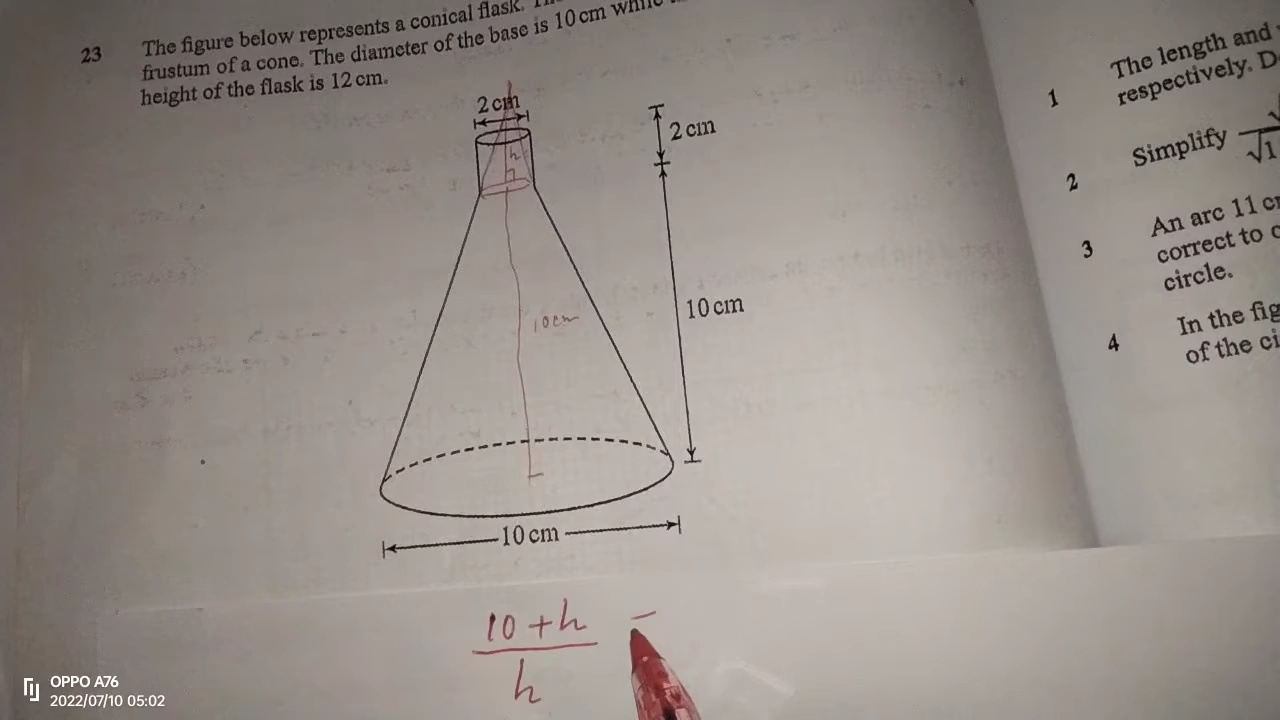 23 The figure below represents a conical flask.
frustum of a cone. The diameter of the base is 10 cm while
height of the flask is 12 cm.
2 cm
2 cm
h
10 cm
10cm
10 cm
10 + h
h
=
1 The length and
respectively. D
2 Simplify √
√1
3 An arc 11 c
correct to
circle.
4 In the fig
of the ci
OPPO A76
2022/07/10 05:02